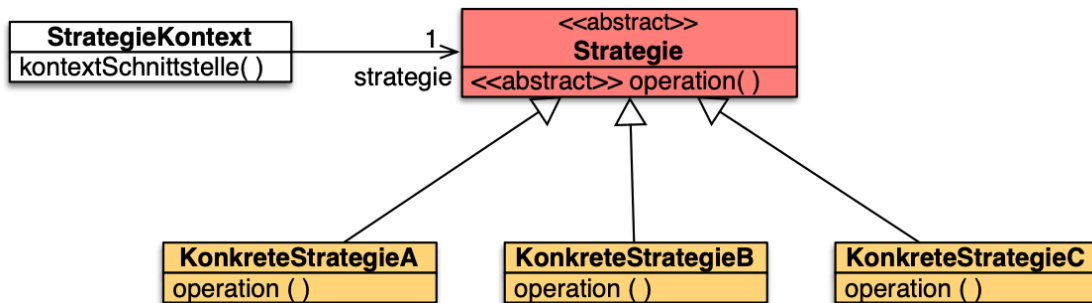 StrategieKontext
kontextSchnittstelle( )
1
strategie
<<abstract>>
Strategie
<<abstract>> operation( )
KonkreteStrategieA
operation ( )
KonkreteStrategieB
operation ( )
KonkreteStrategieC
operation ( )